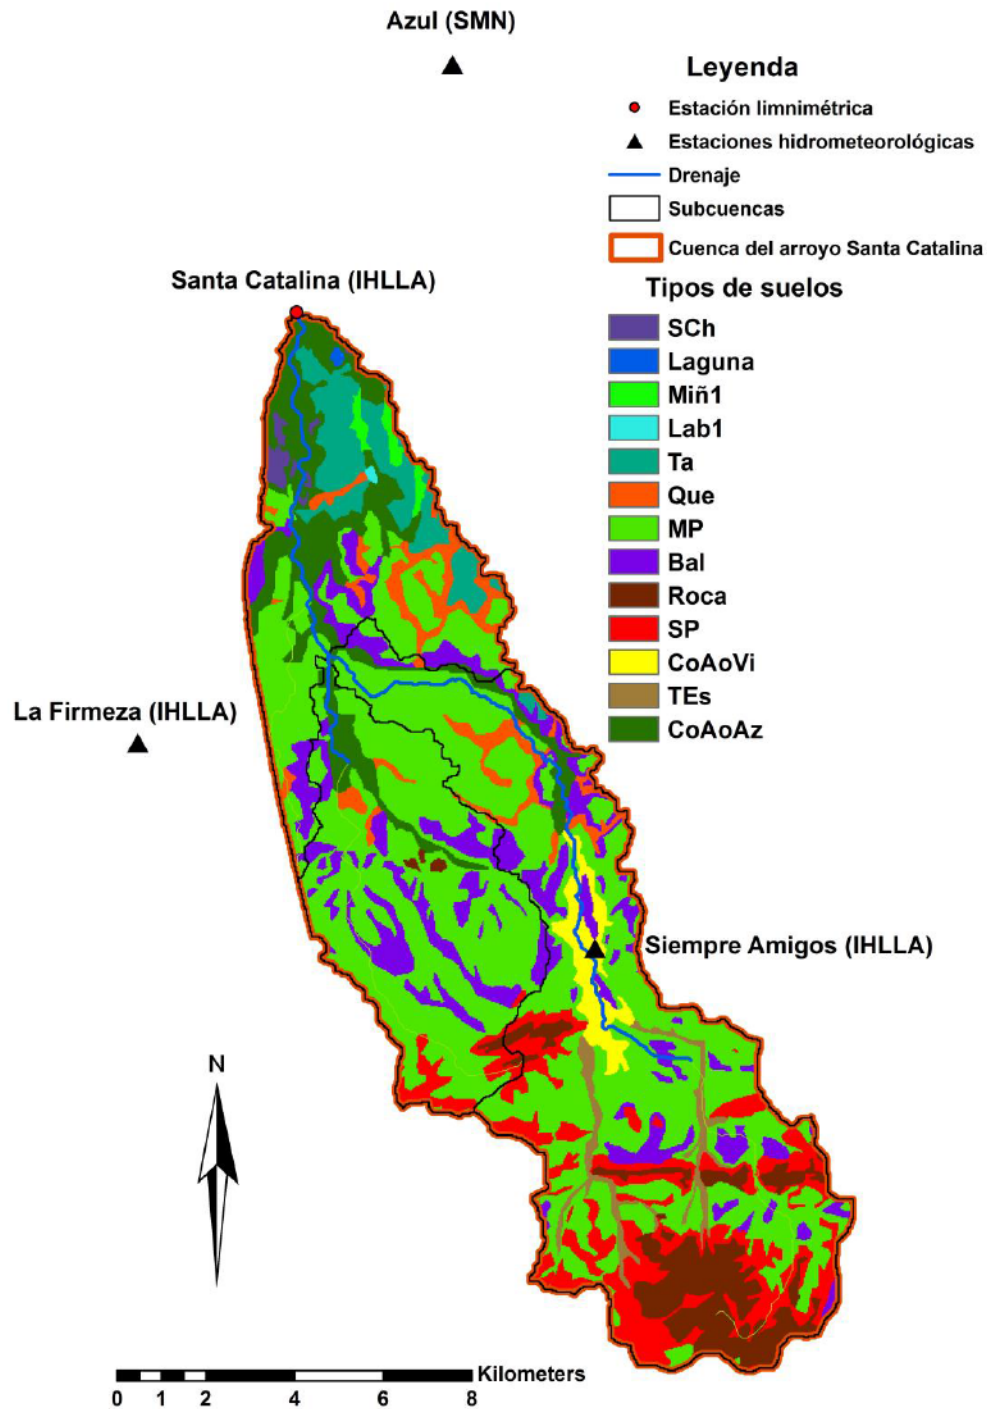 Azul (SMN)
Leyenda
Estación limnimétrica
Estaciones hidrometeorológicas
Drenaje
Subcuencas
Cuenca del arroyo Santa Catalina
Santa Catalina (IHLLA)
Tipos de suelos
SCh
Laguna
Miñ1
Lab1
Ta
Que
MP
Bal
Roca
SP
CoAoVi
TEs
CoAoAz
La Firmeza (IHLLA)
Siempre Amigos (IHLLA)
N
Kilometers
0 1 2 4 6 8